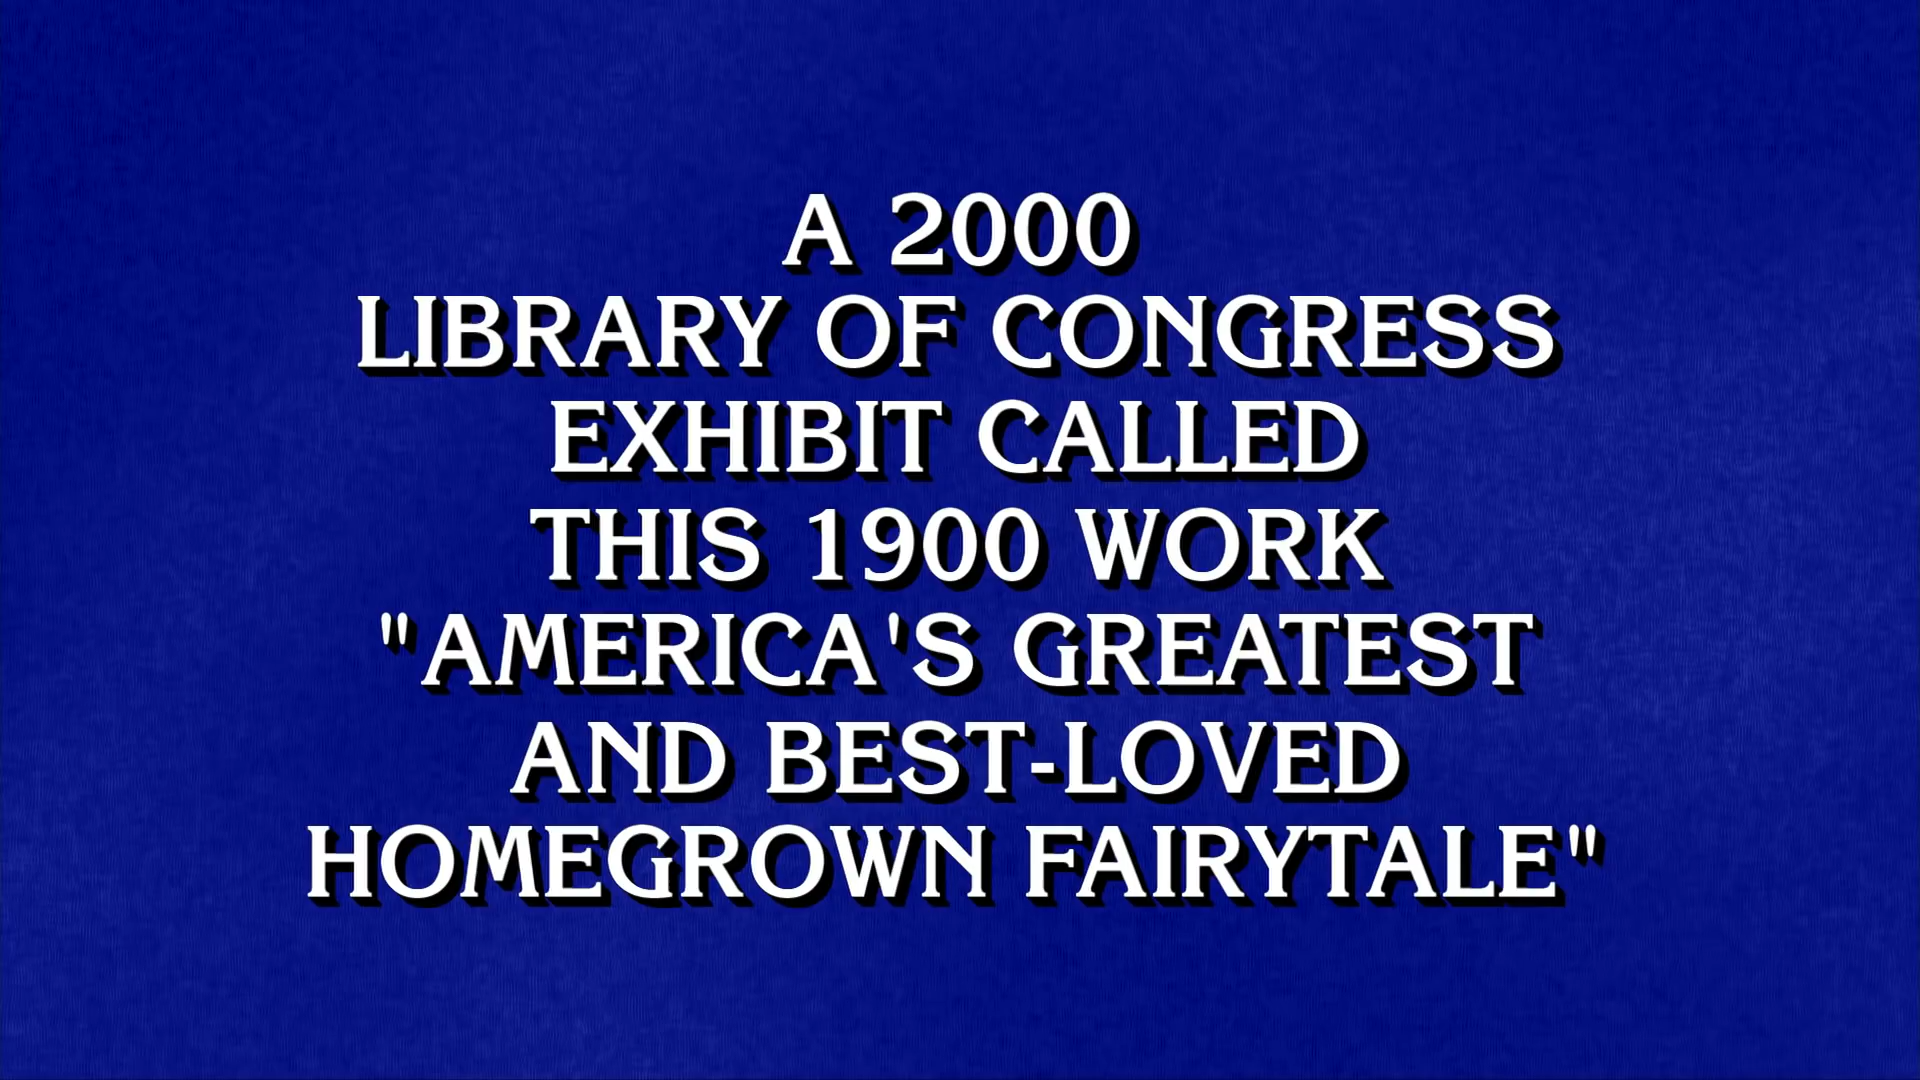 A 2000
LIBRARY OF CONGRESS
EXHIBIT CALLED
THIS 1900 WORK
"AMERICA'S GREATEST
AND BEST-LOVED
HOMEGROWN FAIRYTALE"